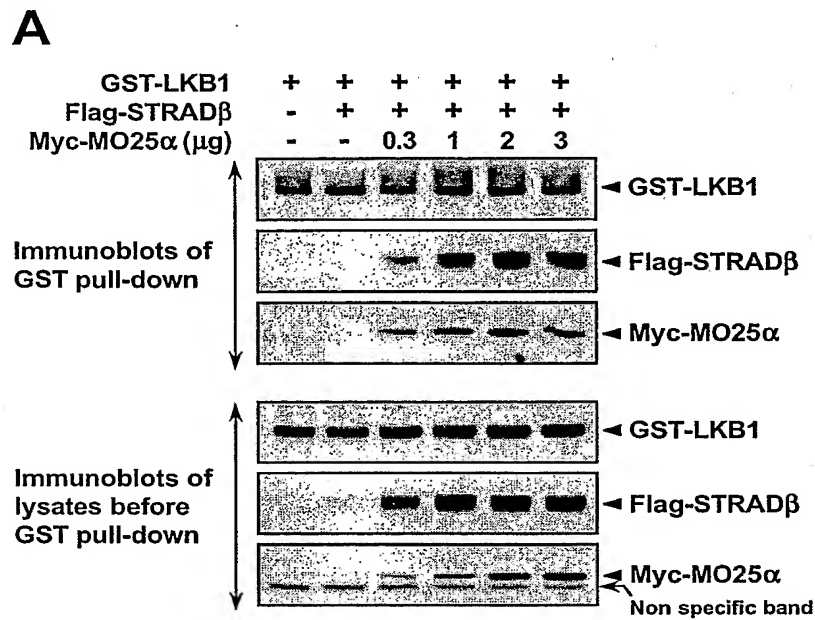 A
GST-LKB1 + + + + + +
Flag-STRADβ - + + + + +
Myc-MO25α (µg) - - 0.3 1 2 3
Immunoblots of
GST pull-down
GST-LKB1
Flag-STRADβ
Myc-MO25α
Immunoblots of
lysates before
GST pull-down
GST-LKB1
Flag-STRADβ
Myc-MO25α
Non specific band